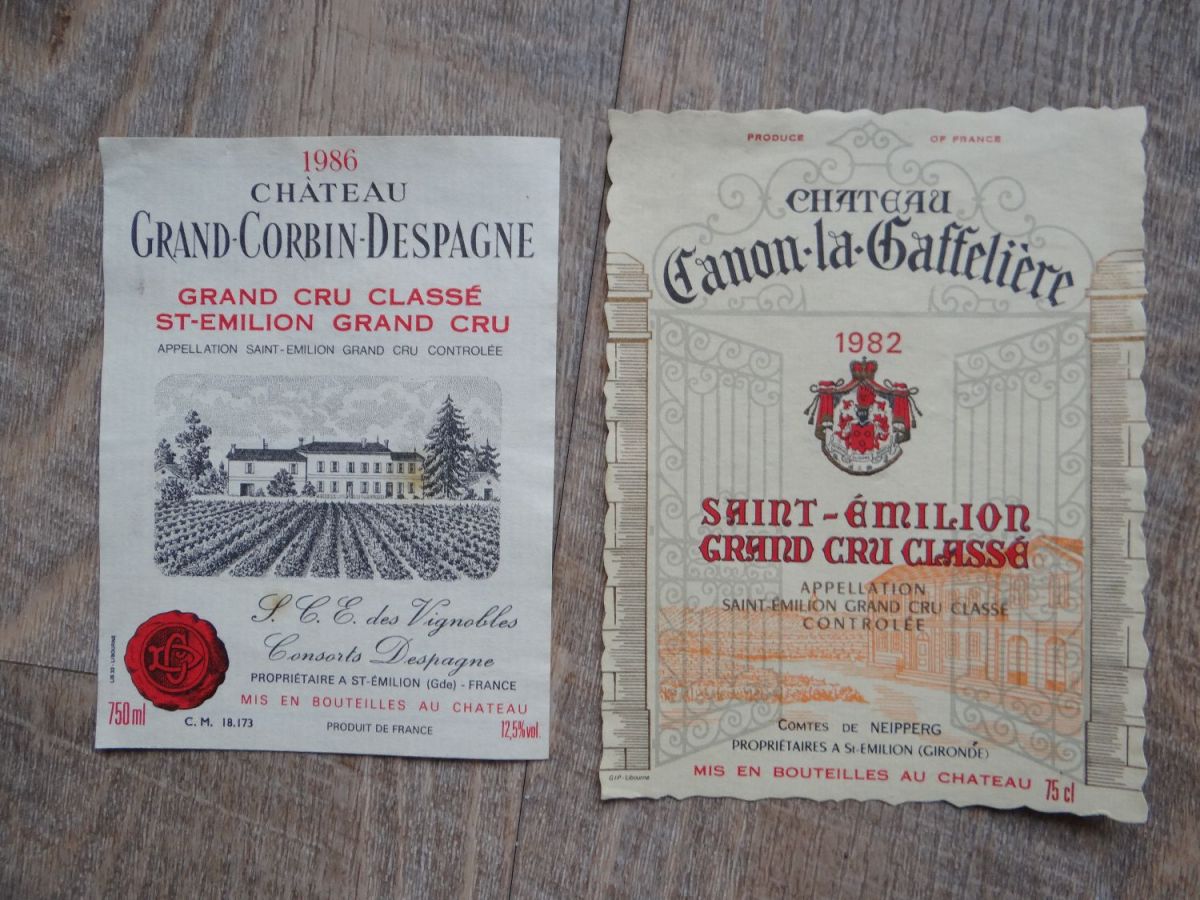 1986
CHÂTEAU
GRAND-CORBIN-DESPAGNE
GRAND CRU CLASSÉ
ST-EMILION GRAND CRU
APPELLATION SAINT-EMILION GRAND CRU CONTROLÉE
S. C. E. des Vignobles
Consorts Despagne
PROPRIÉTAIRE A ST-ÉMILION (Gde) - FRANCE
MIS EN BOUTEILLES AU CHATEAU
750 ml
C. M. 18.173
PRODUIT DE FRANCE
12,5% vol.
PRODUCE OF FRANCE
CHATEAU
Canon-la-Gaffelière
1982
SAINT-ÉMILION
GRAND CRU CLASSÉ
APPELLATION
SAINT-ÉMILION GRAND CRU CLASSÉ
CONTROLÉE
COMTES DE NEIPPERG
PROPRIÉTAIRES A St-EMILION (GIRONDE)
MIS EN BOUTEILLES AU CHATEAU
75 cl
GIP - Libourne